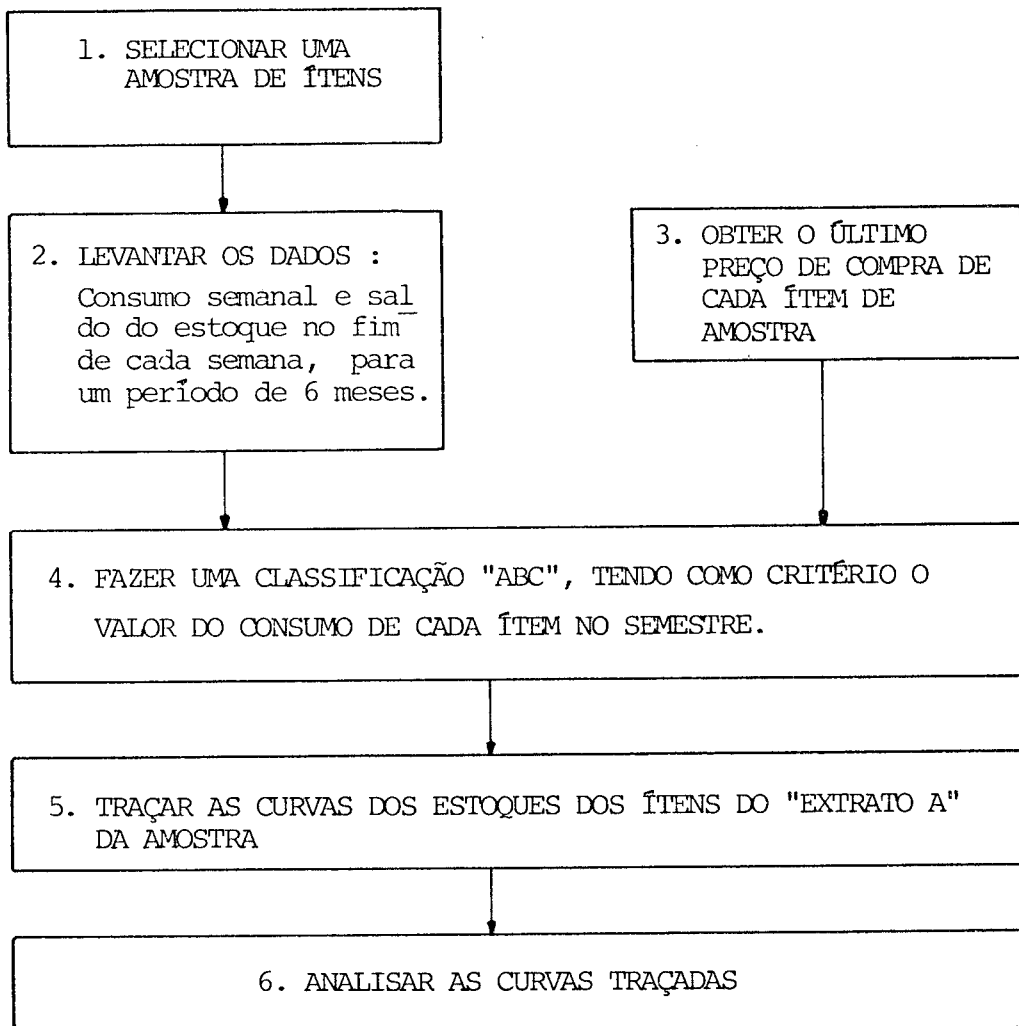 1. SELECIONAR UMA
AMOSTRA DE ÍTENS
2. LEVANTAR OS DADOS :
Consumo semanal e sal
do do estoque no fim
de cada semana, para
um período de 6 meses.
3. OBTER O ÚLTIMO
PREÇO DE COMPRA DE
CADA ÍTEM DE
AMOSTRA
4. FAZER UMA CLASSIFICAÇÃO "ABC", TENDO COMO CRITÉRIO O
VALOR DO CONSUMO DE CADA ÍTEM NO SEMESTRE.
5. TRAÇAR AS CURVAS DOS ESTOQUES DOS ÍTENS DO "EXTRATO A"
DA AMOSTRA
6. ANALISAR AS CURVAS TRAÇADAS